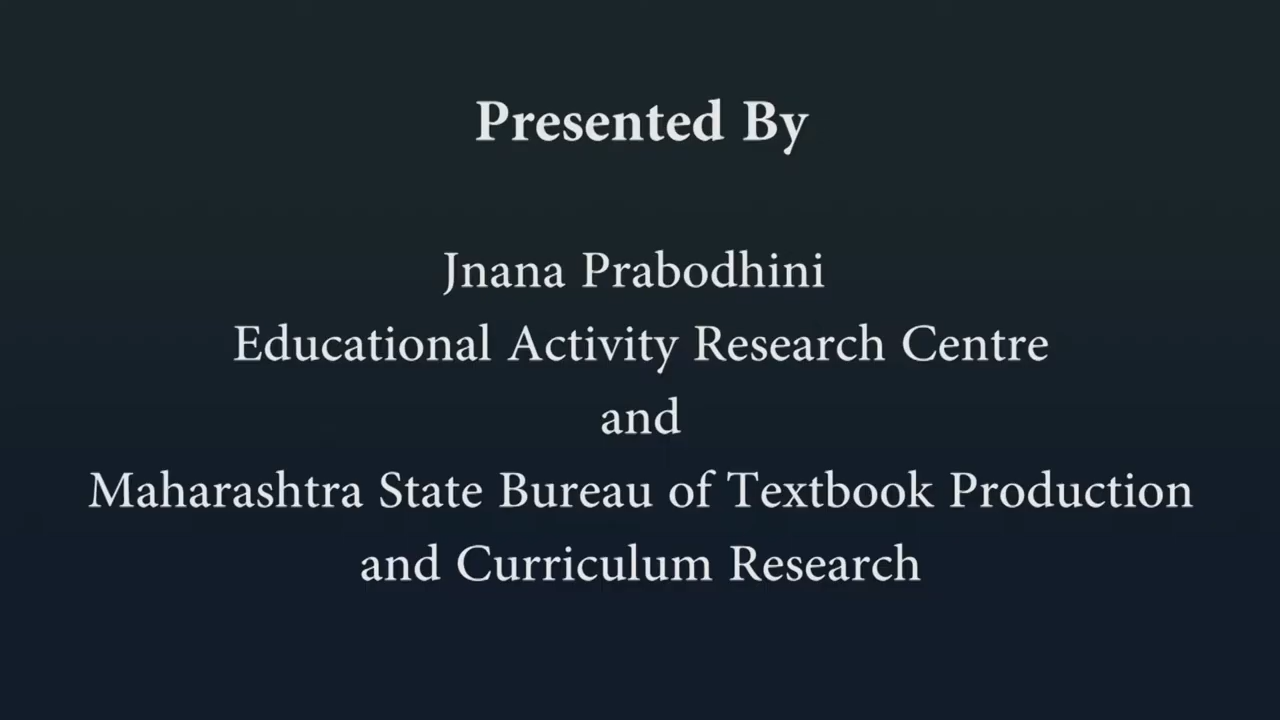 Presented By
Jnana Prabodhini
Educational Activity Research Centre
and
Maharashtra State Bureau of Textbook Production
and Curriculum Research